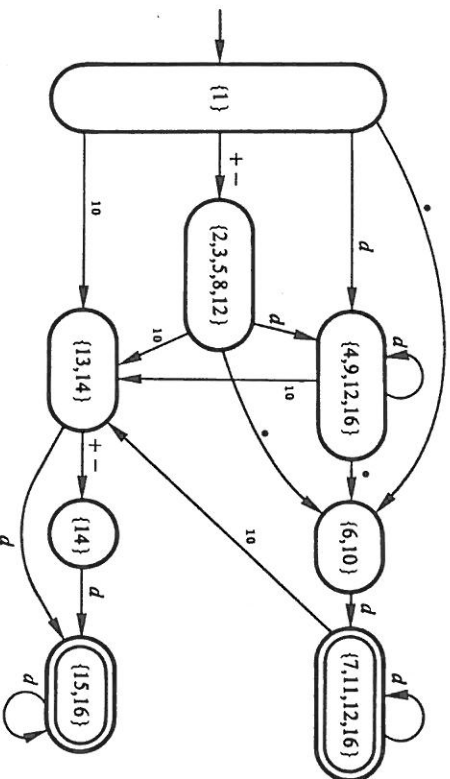 {1}
•
d
+ −
10
{2,3,5,8,12}
d
•
10
{4,9,12,16}
d
•
10
{6,10}
d
{7,11,12,16}
d
10
{13,14}
+ −
d
{14}
d
{15,16}
d